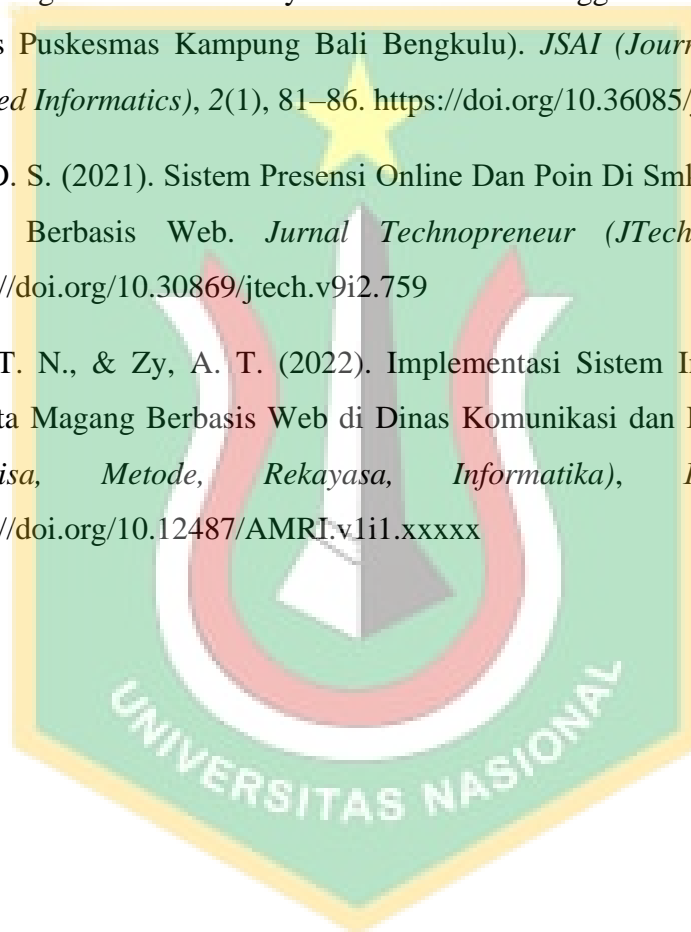 s Puskesmas Kampung Bali Bengkulu). JSAI (Journ
ed Informatics), 2(1), 81–86. https://doi.org/10.36085/
D. S. (2021). Sistem Presensi Online Dan Poin Di Sm
Berbasis Web. Jurnal Technopreneur (JTech
//doi.org/10.30869/jtech.v9i2.759
T. N., & Zy, A. T. (2022). Implementasi Sistem I
ta Magang Berbasis Web di Dinas Komunikasi dan
isa, Metode, Rekayasa, Informatika),
//doi.org/10.12487/AMRI.v1i1.xxxxx
UNIVERSITAS NASIONAL